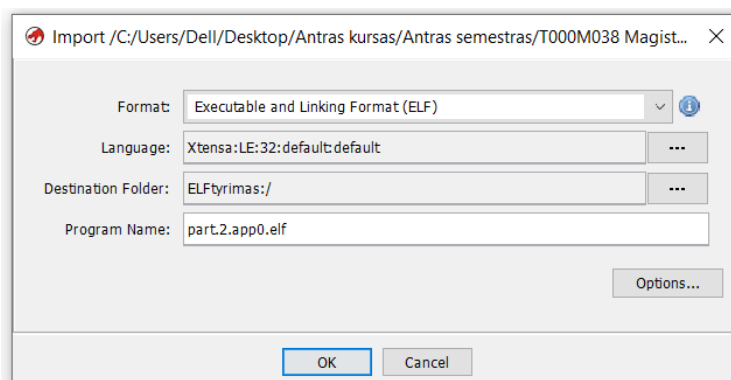 Import /C:/Users/Dell/Desktop/Antras kursas/Antras semestras/T000M038 Magist...
Format: Executable and Linking Format (ELF)
Language: Xtensa:LE:32:default:default ...
Destination Folder: ELFtyrimas:/ ...
Program Name: part.2.app0.elf
Options...
OK Cancel